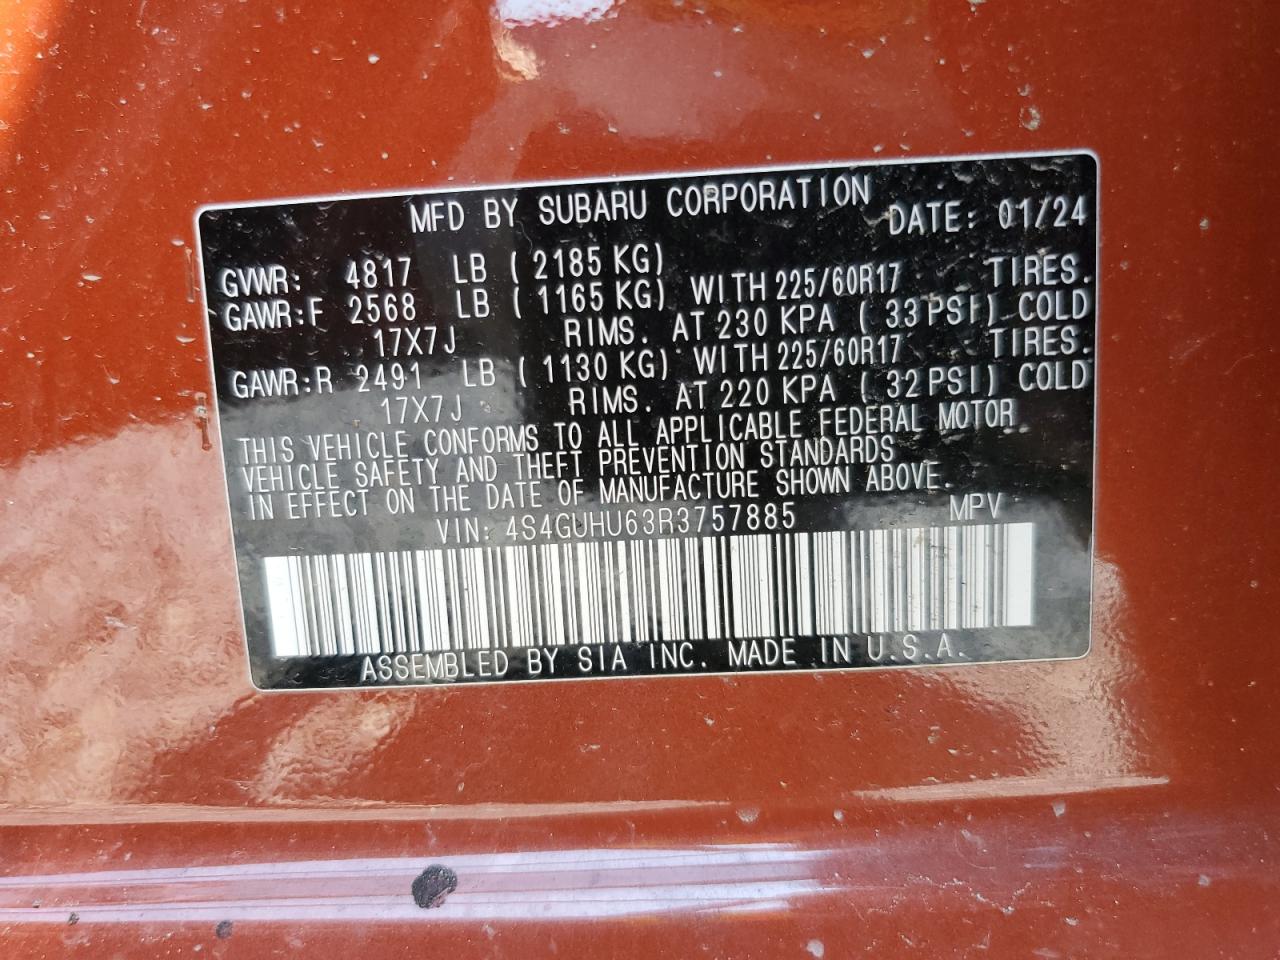 MFD BY SUBARU CORPORATION DATE: 01/24
GVWR: 4817 LB ( 2185 KG)
GAWR:F 2568 LB ( 1165 KG) WITH 225/60R17 TIRES.
17X7J RIMS. AT 230 KPA ( 33 PSI) COLD
GAWR:R 2491 LB ( 1130 KG) WITH 225/60R17 TIRES.
17X7J RIMS. AT 220 KPA ( 32 PSI) COLD
THIS VEHICLE CONFORMS TO ALL APPLICABLE FEDERAL MOTOR
VEHICLE SAFETY AND THEFT PREVENTION STANDARDS
IN EFFECT ON THE DATE OF MANUFACTURE SHOWN ABOVE.
VIN: 4S4GUHU63R3757885 MPV
ASSEMBLED BY SIA INC. MADE IN U.S.A.